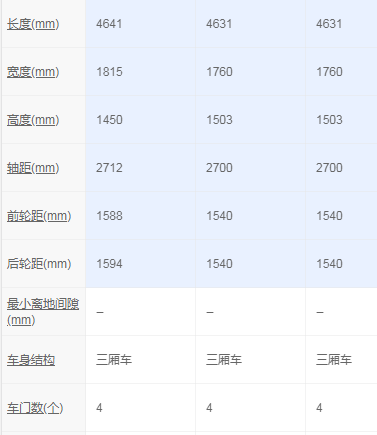 长度(mm) 4641 4631 4631
宽度(mm) 1815 1760 1760
高度(mm) 1450 1503 1503
轴距(mm) 2712 2700 2700
前轮距(mm) 1588 1540 1540
后轮距(mm) 1594 1540 1540
最小离地间隙
(mm) – – –
车身结构 三厢车 三厢车 三厢车
车门数(个) 4 4 4